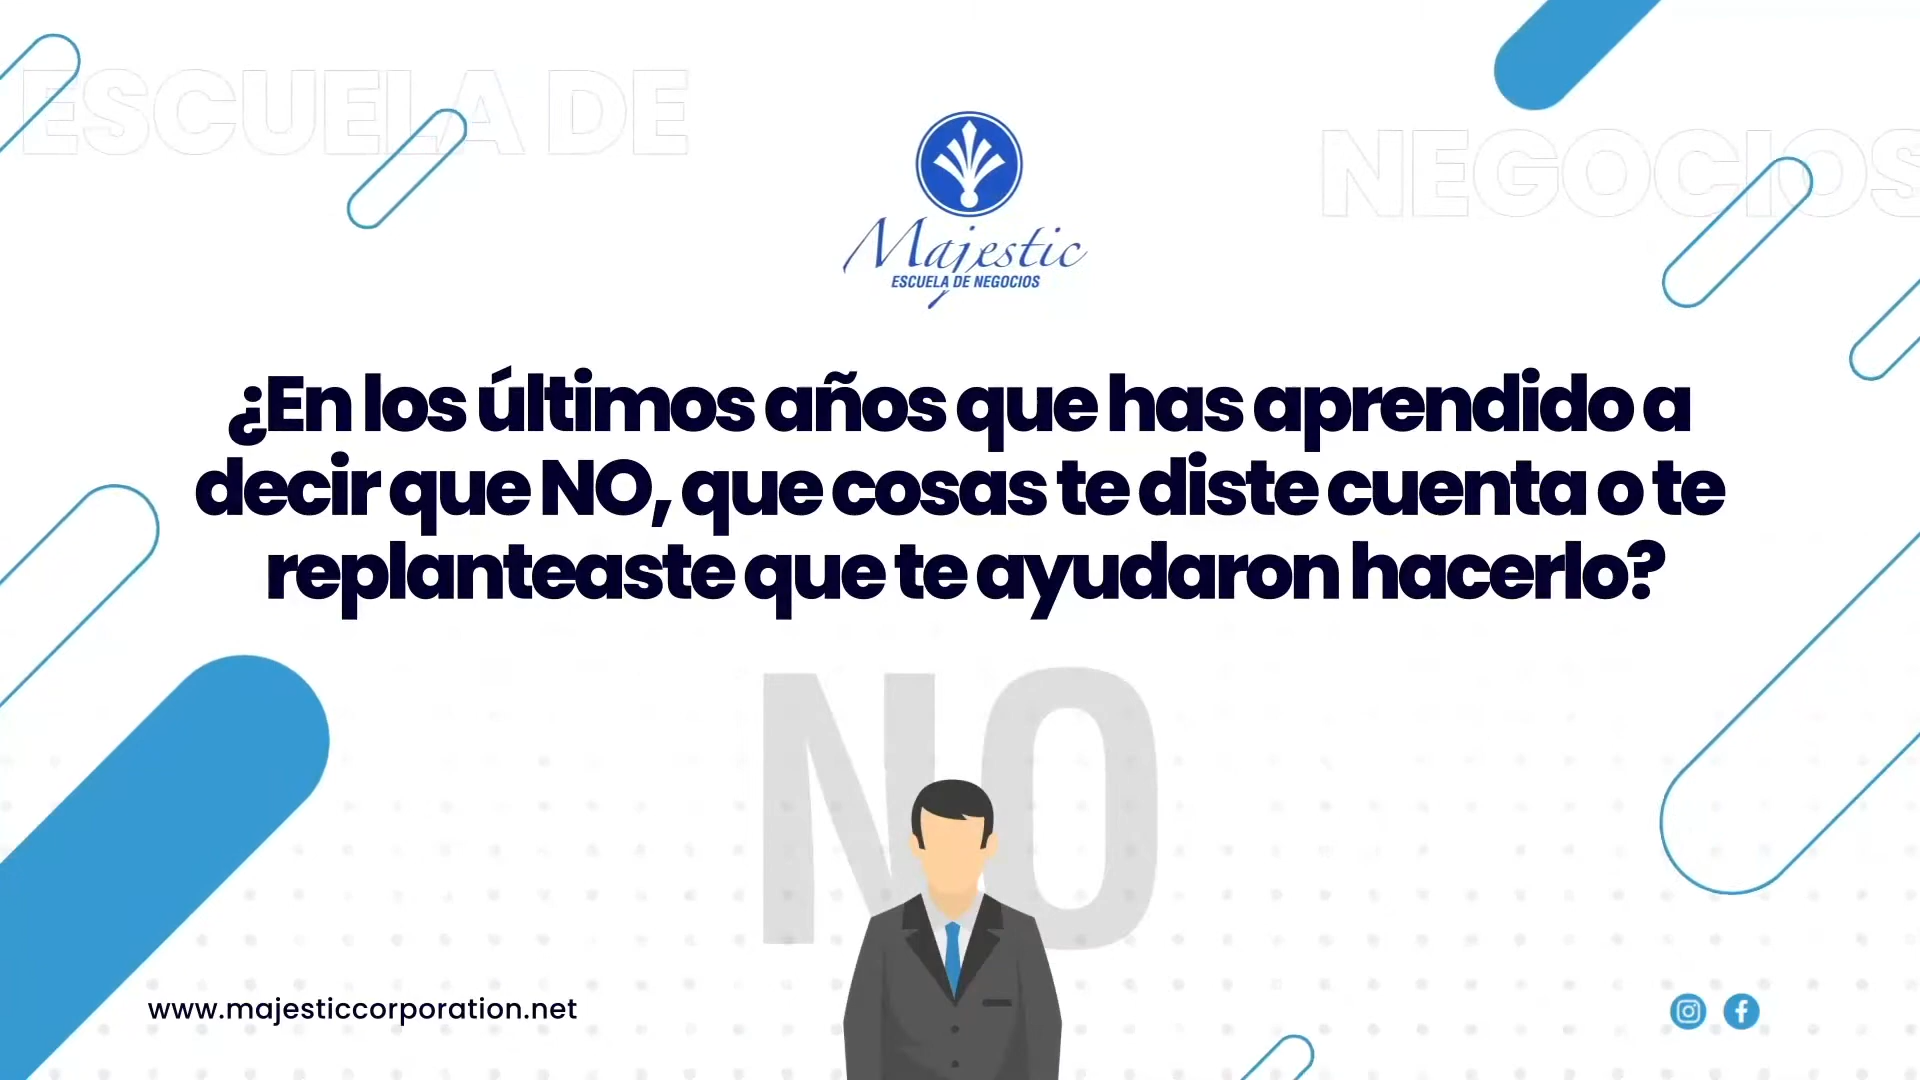 ESCUELA DE
NEGOCIOS
Majestic
ESCUELA DE NEGOCIOS
¿En los últimos años que has aprendido a
decir que NO, que cosas te diste cuenta o te
replanteaste que te ayudaron hacerlo?
NO
www.majesticcorporation.net